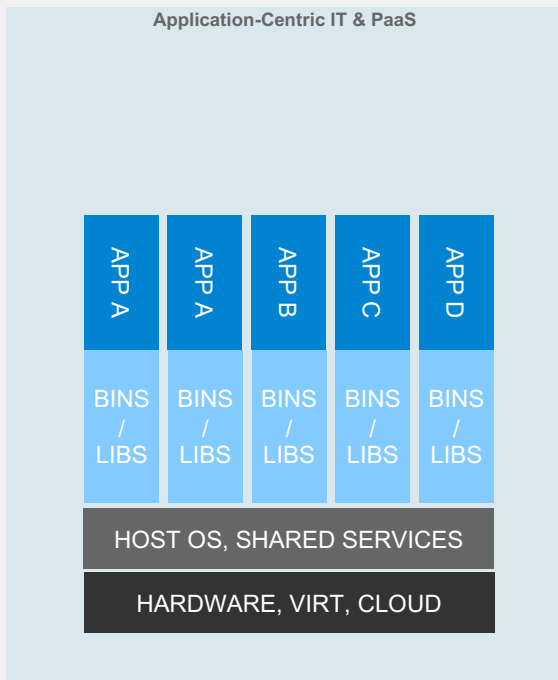 Application-Centric IT & PaaS
APP A
APP A
APP B
APP C
APP D
BINS
/
LIBS
BINS
/
LIBS
BINS
/
LIBS
BINS
/
LIBS
BINS
/
LIBS
HOST OS, SHARED SERVICES
HARDWARE, VIRT, CLOUD